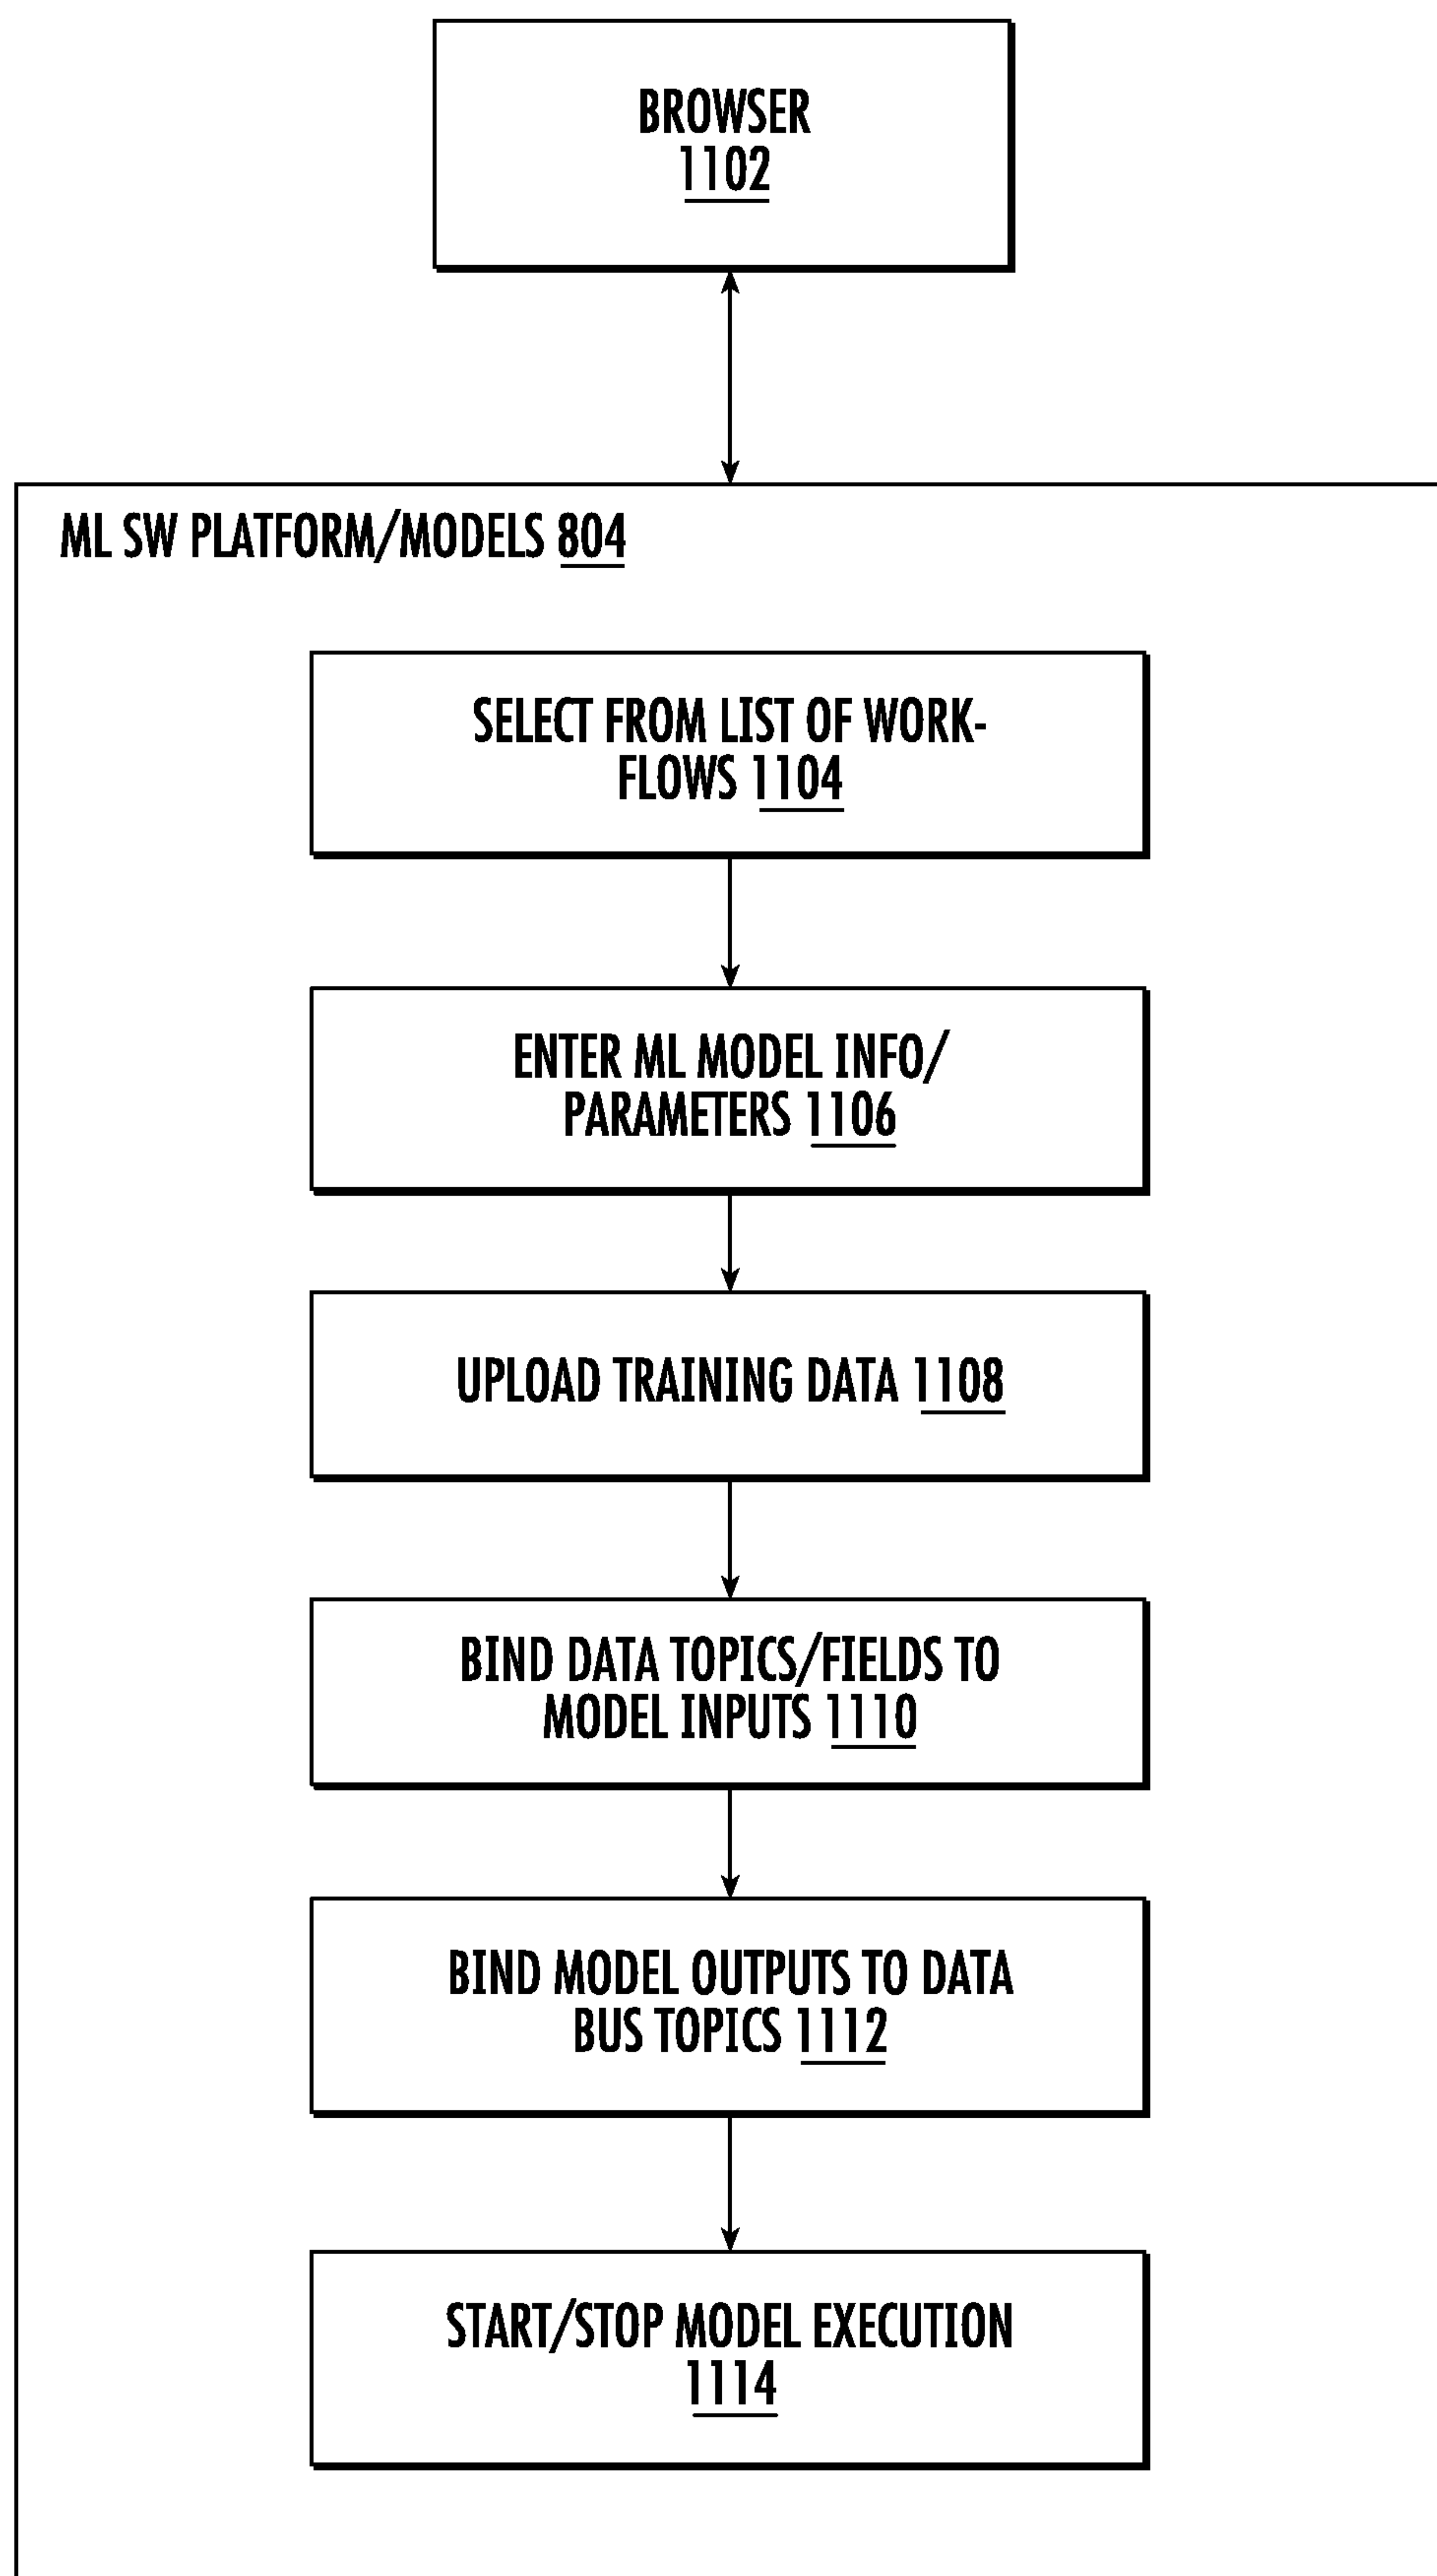 BROWSER
1102
ML SW PLATFORM/MODELS 804
SELECT FROM LIST OF WORK-
FLOWS 1104
ENTER ML MODEL INFO/
PARAMETERS 1106
UPLOAD TRAINING DATA 1108
BIND DATA TOPICS/FIELDS TO
MODEL INPUTS 1110
BIND MODEL OUTPUTS TO DATA
BUS TOPICS 1112
START/STOP MODEL EXECUTION
1114